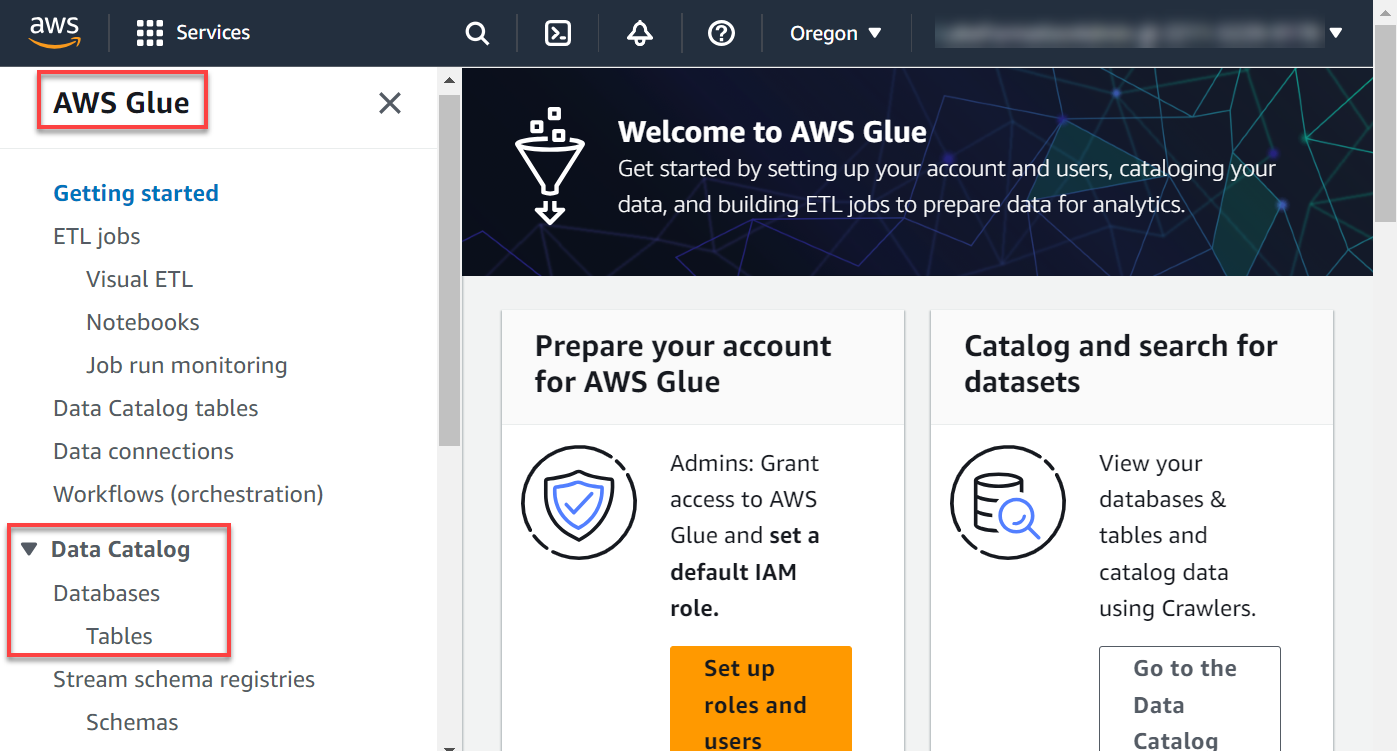 aws
Services
Oregon
AWS Glue
Getting started
ETL jobs
Visual ETL
Notebooks
Job run monitoring
Data Catalog tables
Data connections
Workflows (orchestration)
Data Catalog
Databases
Tables
Stream schema registries
Schemas
Welcome to AWS Glue
Get started by setting up your account and users, cataloging your
data, and building ETL jobs to prepare data for analytics.
Prepare your account
for AWS Glue
Admins: Grant
access to AWS
Glue and set a
default IAM
role.
Set up
roles and
users
Catalog and search for
datasets
View your
databases &
tables and
catalog data
using Crawlers.
Go to the
Data
Catalog